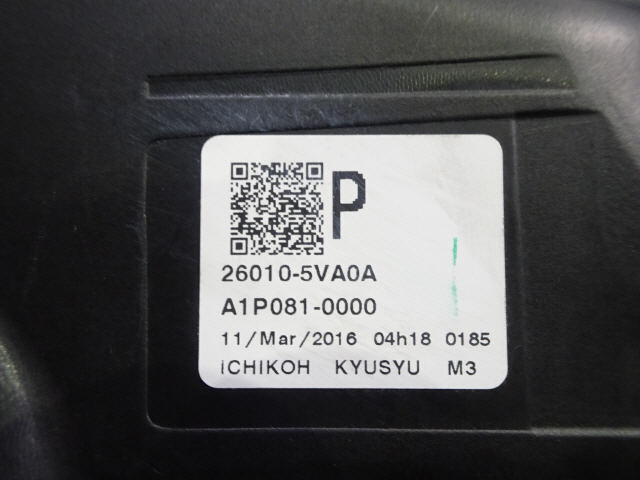 P
26010-5VA0A
A1P081-0000
11/Mar/2016 04h18 0185
ICHIKOH KYUSYU M3